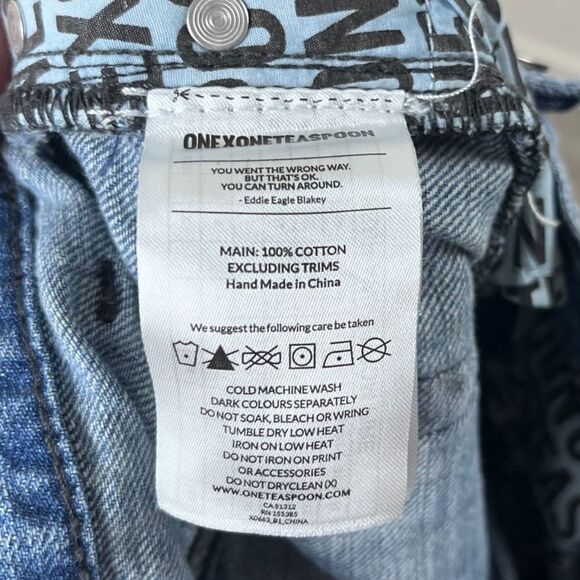 ONEXONETEASPOON
YOU WENT THE WRONG WAY.
BUT THAT'S OK.
YOU CAN TURN AROUND.
- Eddie Eagle Blakey
MAIN: 100% COTTON
EXCLUDING TRIMS
Hand Made in China
We suggest the following care be taken
COLD MACHINE WASH
DARK COLOURS SEPARATELY
DO NOT SOAK, BLEACH OR WRING
TUMBLE DRY LOW HEAT
IRON ON LOW HEAT
DO NOT IRON ON PRINT
OR ACCESSORIES
DO NOT DRYCLEAN (X)
WWW.ONETEASPOON.COM
CA 51312
RN 155385
X0663_B1_CHINA